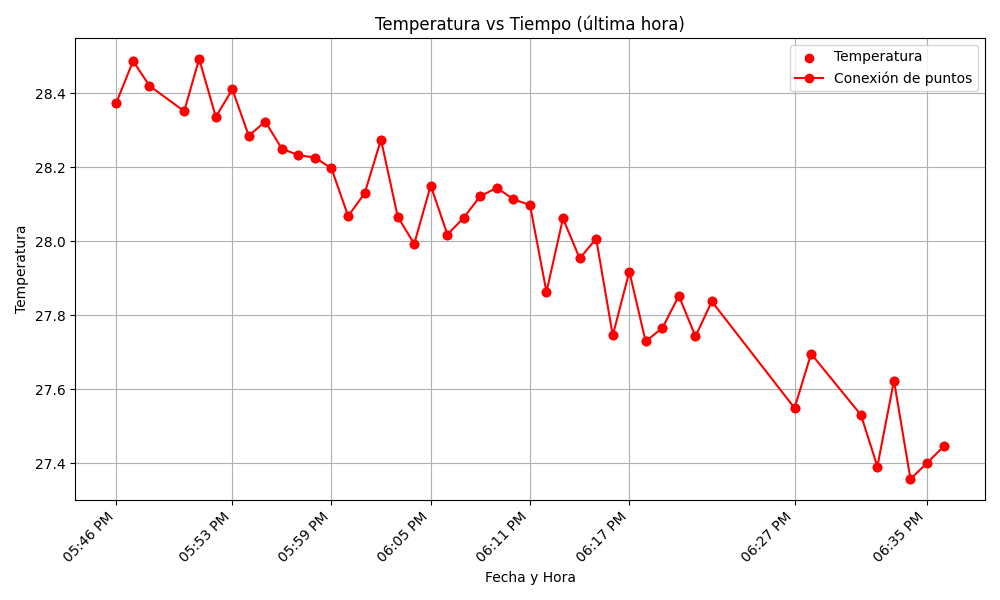 Temperatura vs Tiempo (última hora)
Temperatura
Conexión de puntos
Temperatura
28.4
28.2
28.0
27.8
27.6
27.4
05:46 PM
05:53 PM
05:59 PM
06:05 PM
06:11 PM
06:17 PM
06:27 PM
06:35 PM
Fecha y Hora